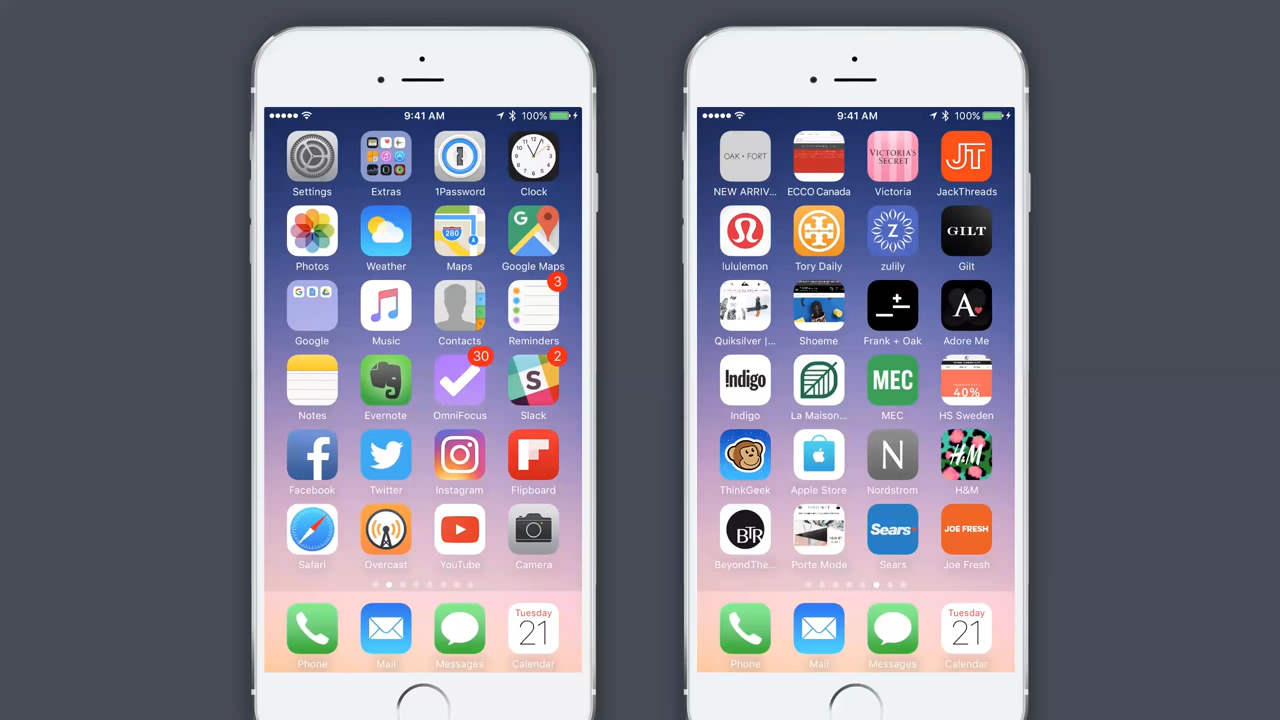 9:41 AM 100%
Settings Extras 1Password Clock
G 280
Photos Weather Maps Google Maps
G 3
Google Music Contacts Reminders
30 2
S
Notes Evernote OmniFocus Slack
Facebook Twitter Instagram Flipboard
Safari Overcast YouTube Camera
Tuesday
21
Phone Mail Messages Calendar
9:41 AM 100%
OAK + FORT VICTORIA'S SECRET JT
NEW ARRIV... ECCO Canada Victoria JackThreads
Z GILT
lululemon Tory Daily zulily Gilt
A
Quiksilver |... Shoeme Frank + Oak Adore Me
!ndigo MEC 40%
Indigo La Maison... MEC HS Sweden
N H&M
ThinkGeek Apple Store Nordstrom H&M
BTR Sears JOE FRESH
BeyondThe... Porte Mode Sears Joe Fresh
Tuesday
21
Phone Mail Messages Calendar